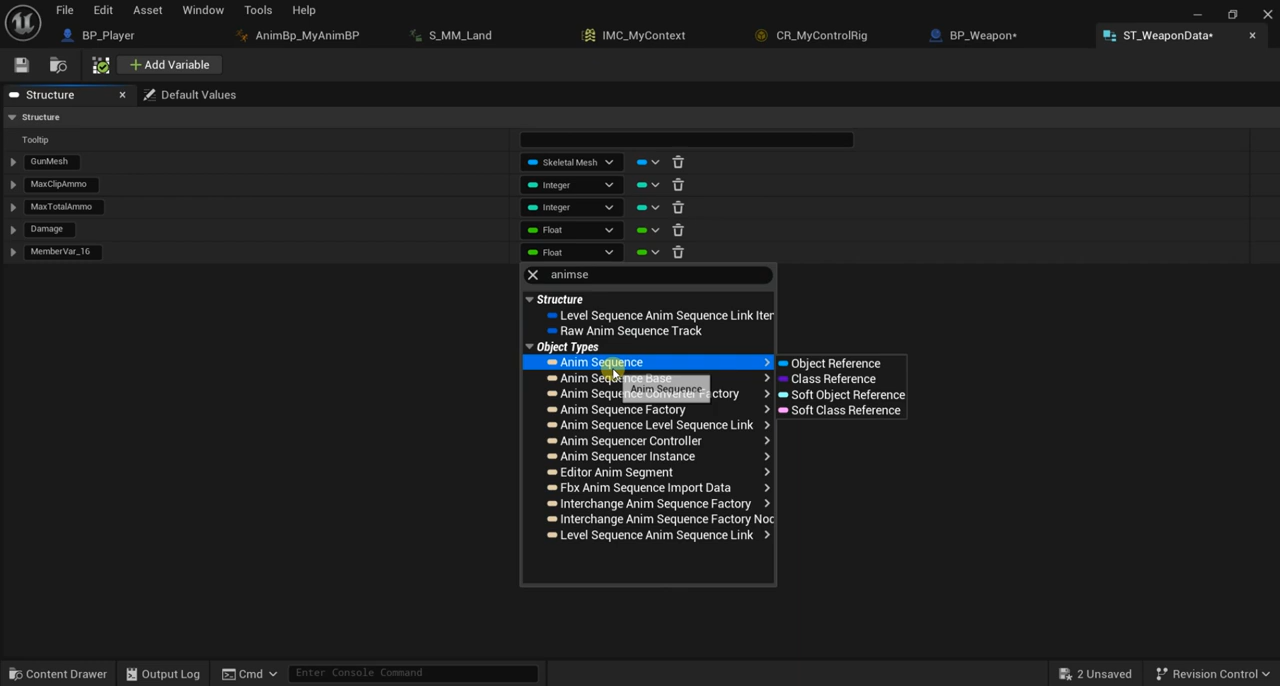 File Edit Asset Window Tools Help
BP_Player AnimBp_MyAnimBP S_MM_Land IMC_MyContext CR_MyControlRig BP_Weapon* ST_WeaponData*
Add Variable
Structure Default Values
Structure
Tooltip
GunMesh Skeletal Mesh
MaxClipAmmo Integer
MaxTotalAmmo Integer
Damage Float
MemberVar_16 Float
animse
Structure
Level Sequence Anim Sequence Link Iter
Raw Anim Sequence Track
Object Types
Anim Sequence Object Reference
Anim Sequence Base Class Reference
Anim Sequence
Anim Sequence Converter Factory Soft Object Reference
Anim Sequence Factory Soft Class Reference
Anim Sequence Level Sequence Link
Anim Sequencer Controller
Anim Sequencer Instance
Editor Anim Segment
Fbx Anim Sequence Import Data
Interchange Anim Sequence Factory
Interchange Anim Sequence Factory Noc
Level Sequence Anim Sequence Link
Content Drawer Output Log Cmd Enter Console Command 2 Unsaved Revision Control